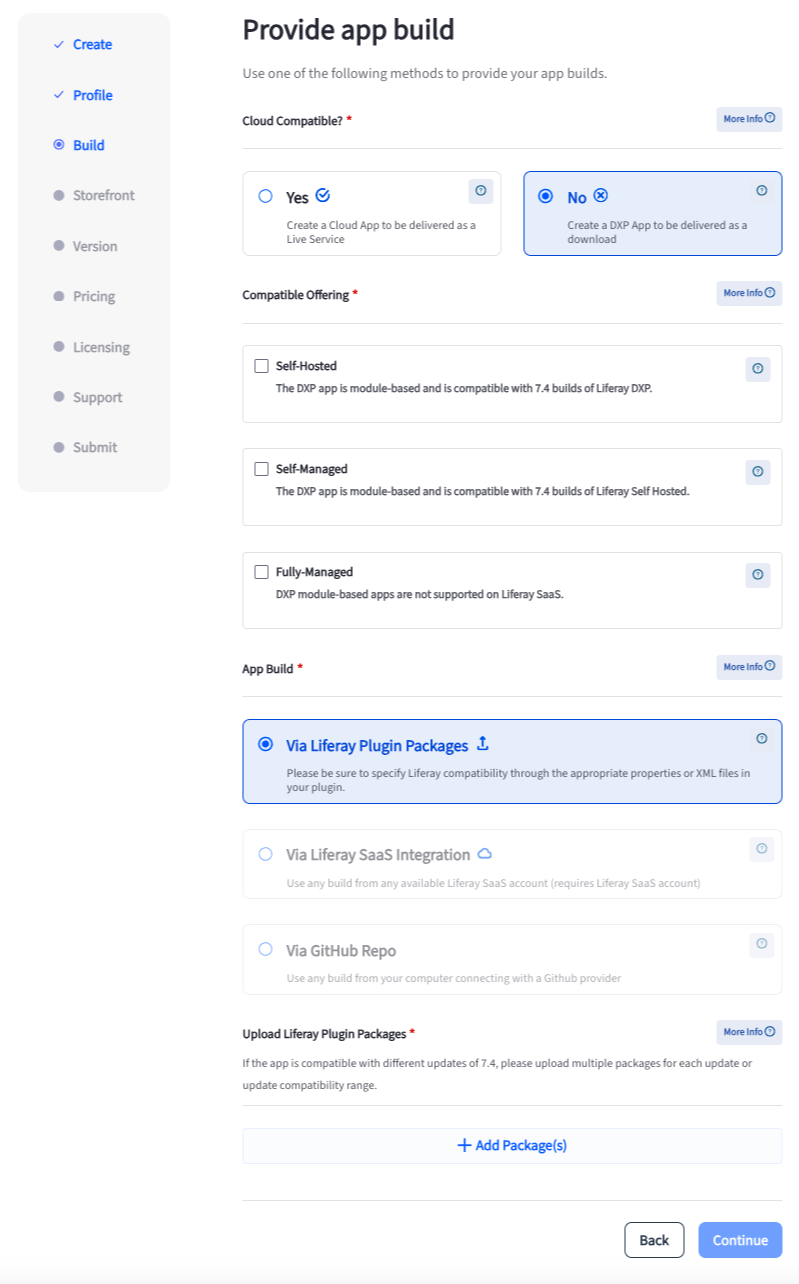 Create
Profile
Build
Storefront
Version
Pricing
Licensing
Support
Submit
Provide app build
Use one of the following methods to provide your app builds.
Cloud Compatible? *
More Info
Yes
Create a Cloud App to be delivered as a
Live Service
No
Create a DXP App to be delivered as a
download
Compatible Offering *
More Info
Self-Hosted
The DXP app is module-based and is compatible with 7.4 builds of Liferay DXP.
Self-Managed
The DXP app is module-based and is compatible with 7.4 builds of Liferay Self Hosted.
Fully-Managed
DXP module-based apps are not supported on Liferay SaaS.
App Build *
More Info
Via Liferay Plugin Packages
Please be sure to specify Liferay compatibility through the appropriate properties or XML files in
your plugin.
Via Liferay SaaS Integration
Use any build from any available Liferay SaaS account (requires Liferay SaaS account)
Via GitHub Repo
Use any build from your computer connecting with a Github provider
Upload Liferay Plugin Packages *
More Info
If the app is compatible with different updates of 7.4, please upload multiple packages for each update or
update compatibility range.
+ Add Package(s)
Back
Continue